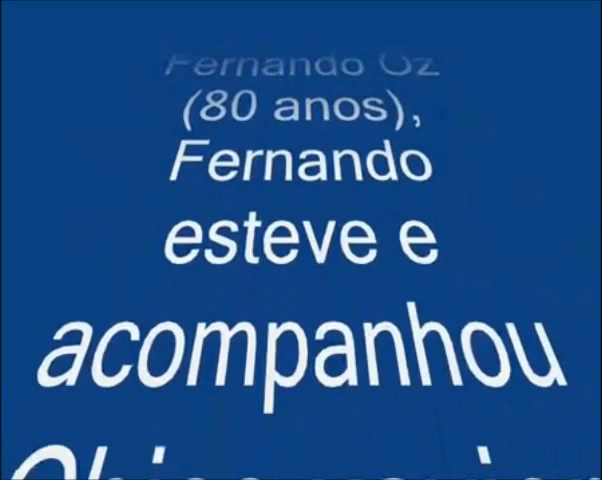 Fernando Oz
(80 anos),
Fernando
esteve e
acompanhou